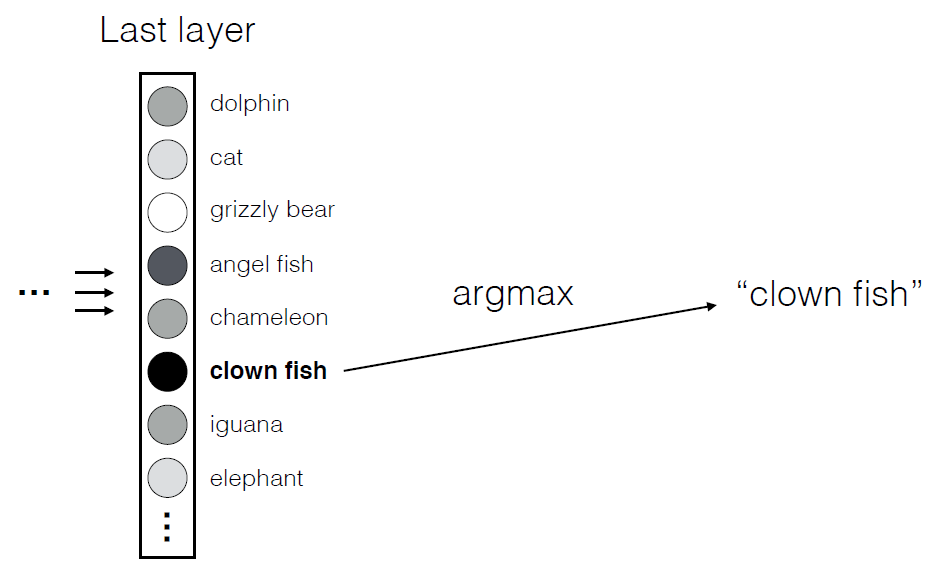 Last layer
dolphin
cat
grizzly bear
angel fish
chameleon
clown fish
iguana
elephant
...
argmax
“clown fish”